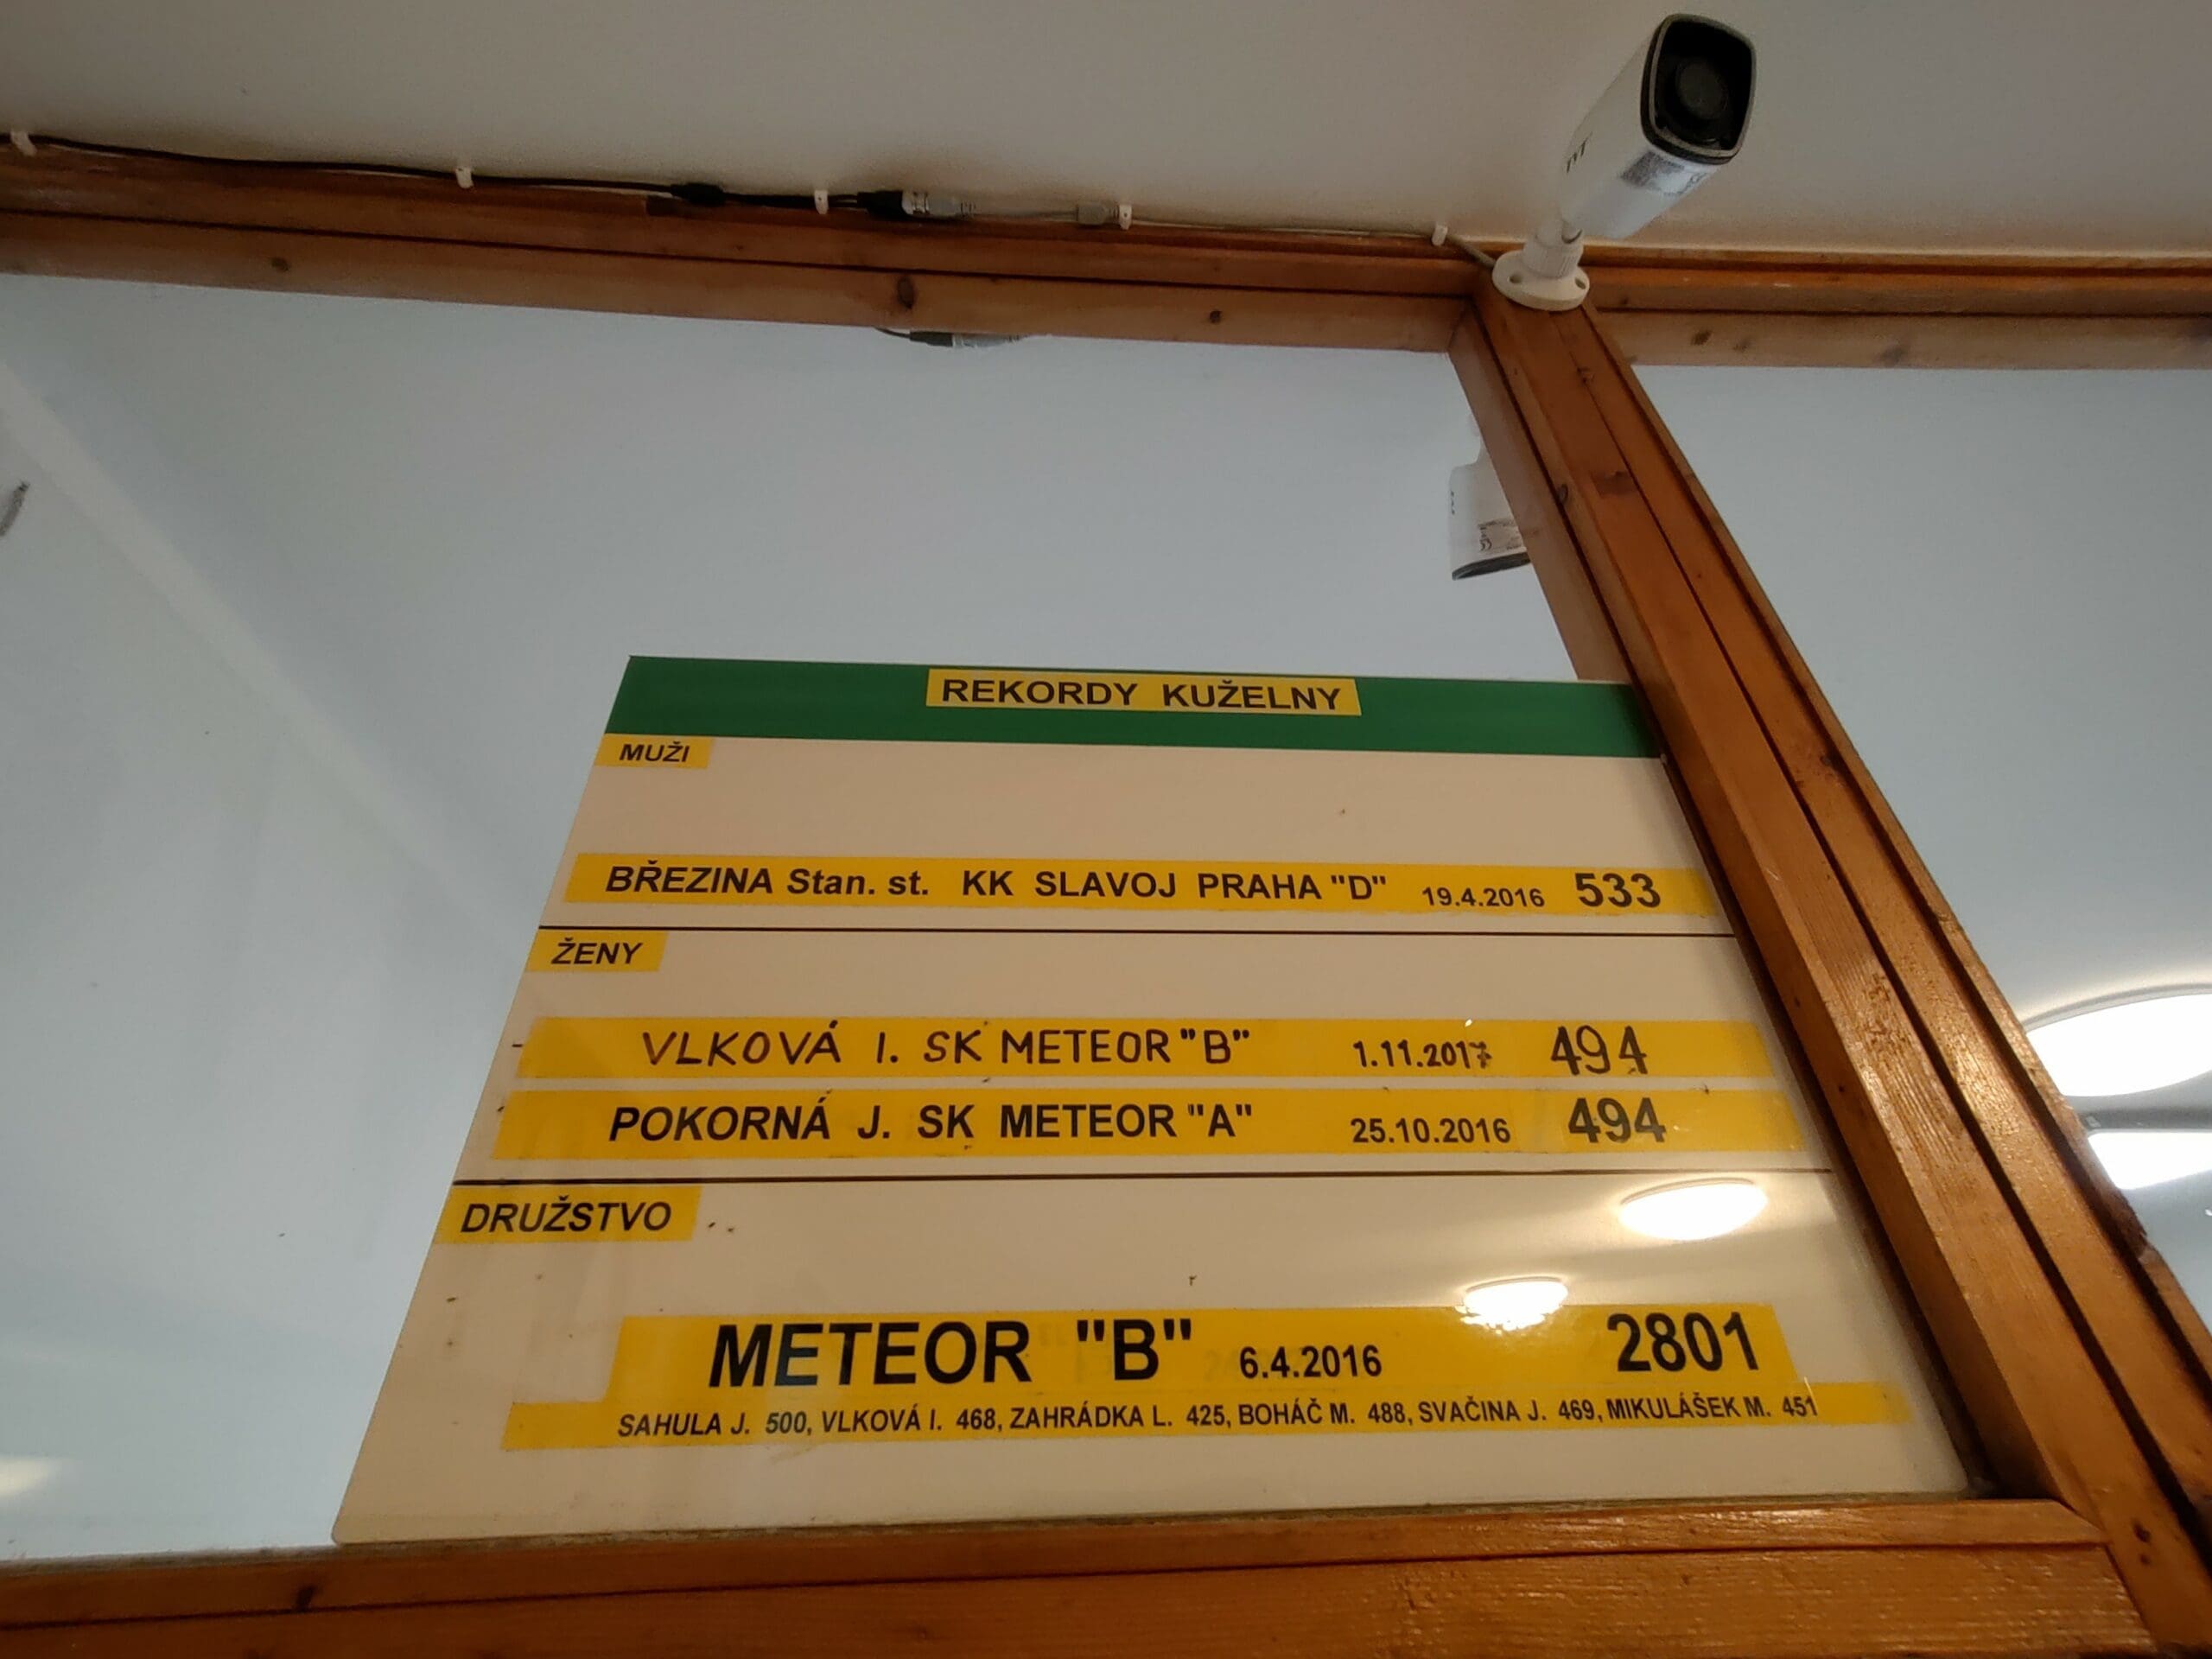 TVT
REKORDY KUŽELNY
MUŽI
BŘEZINA Stan. st. KK SLAVOJ PRAHA "D" 19.4.2016 533
ŽENY
VLKOVÁ I. SK METEOR "B" 1.11.2017 494
POKORNÁ J. SK METEOR "A" 25.10.2016 494
DRUŽSTVO
METEOR "B" 6.4.2016 2801
SAHULA J. 500, VLKOVÁ I. 468, ZAHRÁDKA L. 425, BOHÁČ M. 488, SVAČINA J. 469, MIKULÁŠEK M. 451